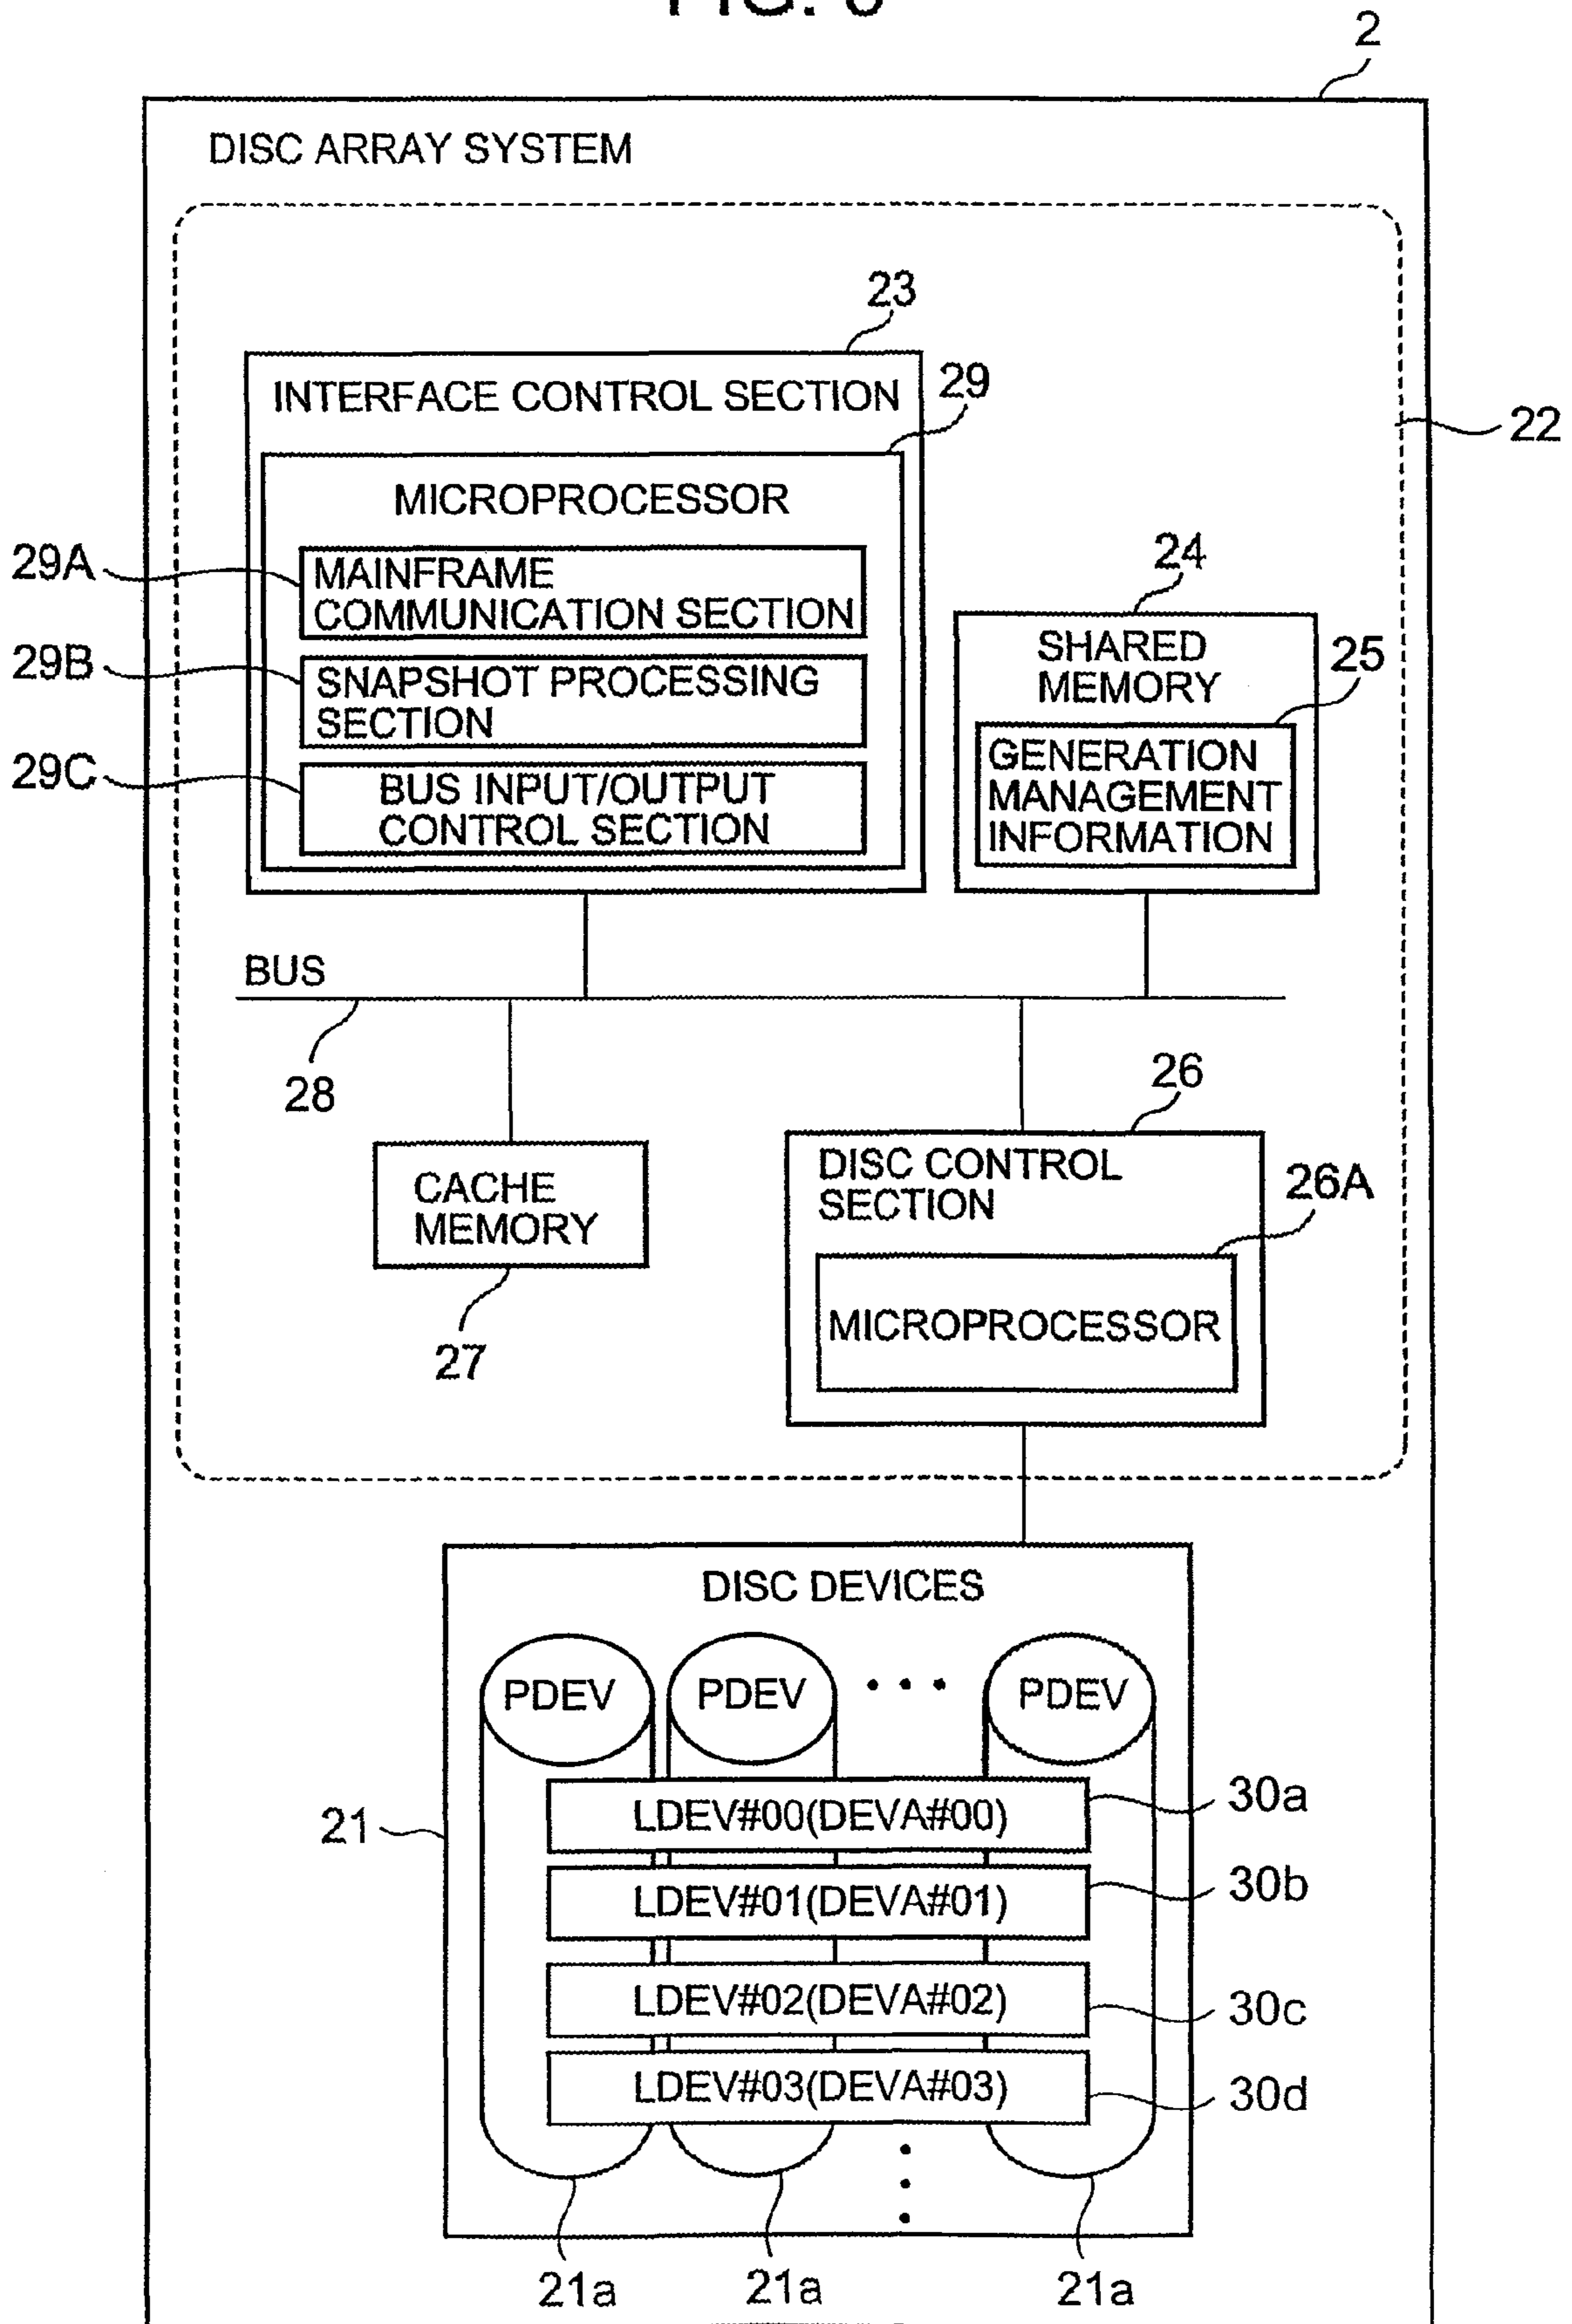 2
DISC ARRAY SYSTEM
23
INTERFACE CONTROL SECTION
29
22
MICROPROCESSOR
29A
MAINFRAME
COMMUNICATION SECTION
24
29B
SNAPSHOT PROCESSING
SECTION
SHARED
MEMORY
25
29C
BUS INPUT/OUTPUT
CONTROL SECTION
GENERATION
MANAGEMENT
INFORMATION
BUS
28
26
CACHE
MEMORY
27
DISC CONTROL
SECTION
26A
MICROPROCESSOR
DISC DEVICES
PDEV
PDEV
• • •
PDEV
21
LDEV#00(DEVA#00)
30a
LDEV#01(DEVA#01)
30b
LDEV#02(DEVA#02)
30c
LDEV#03(DEVA#03)
30d
21a
21a
21a